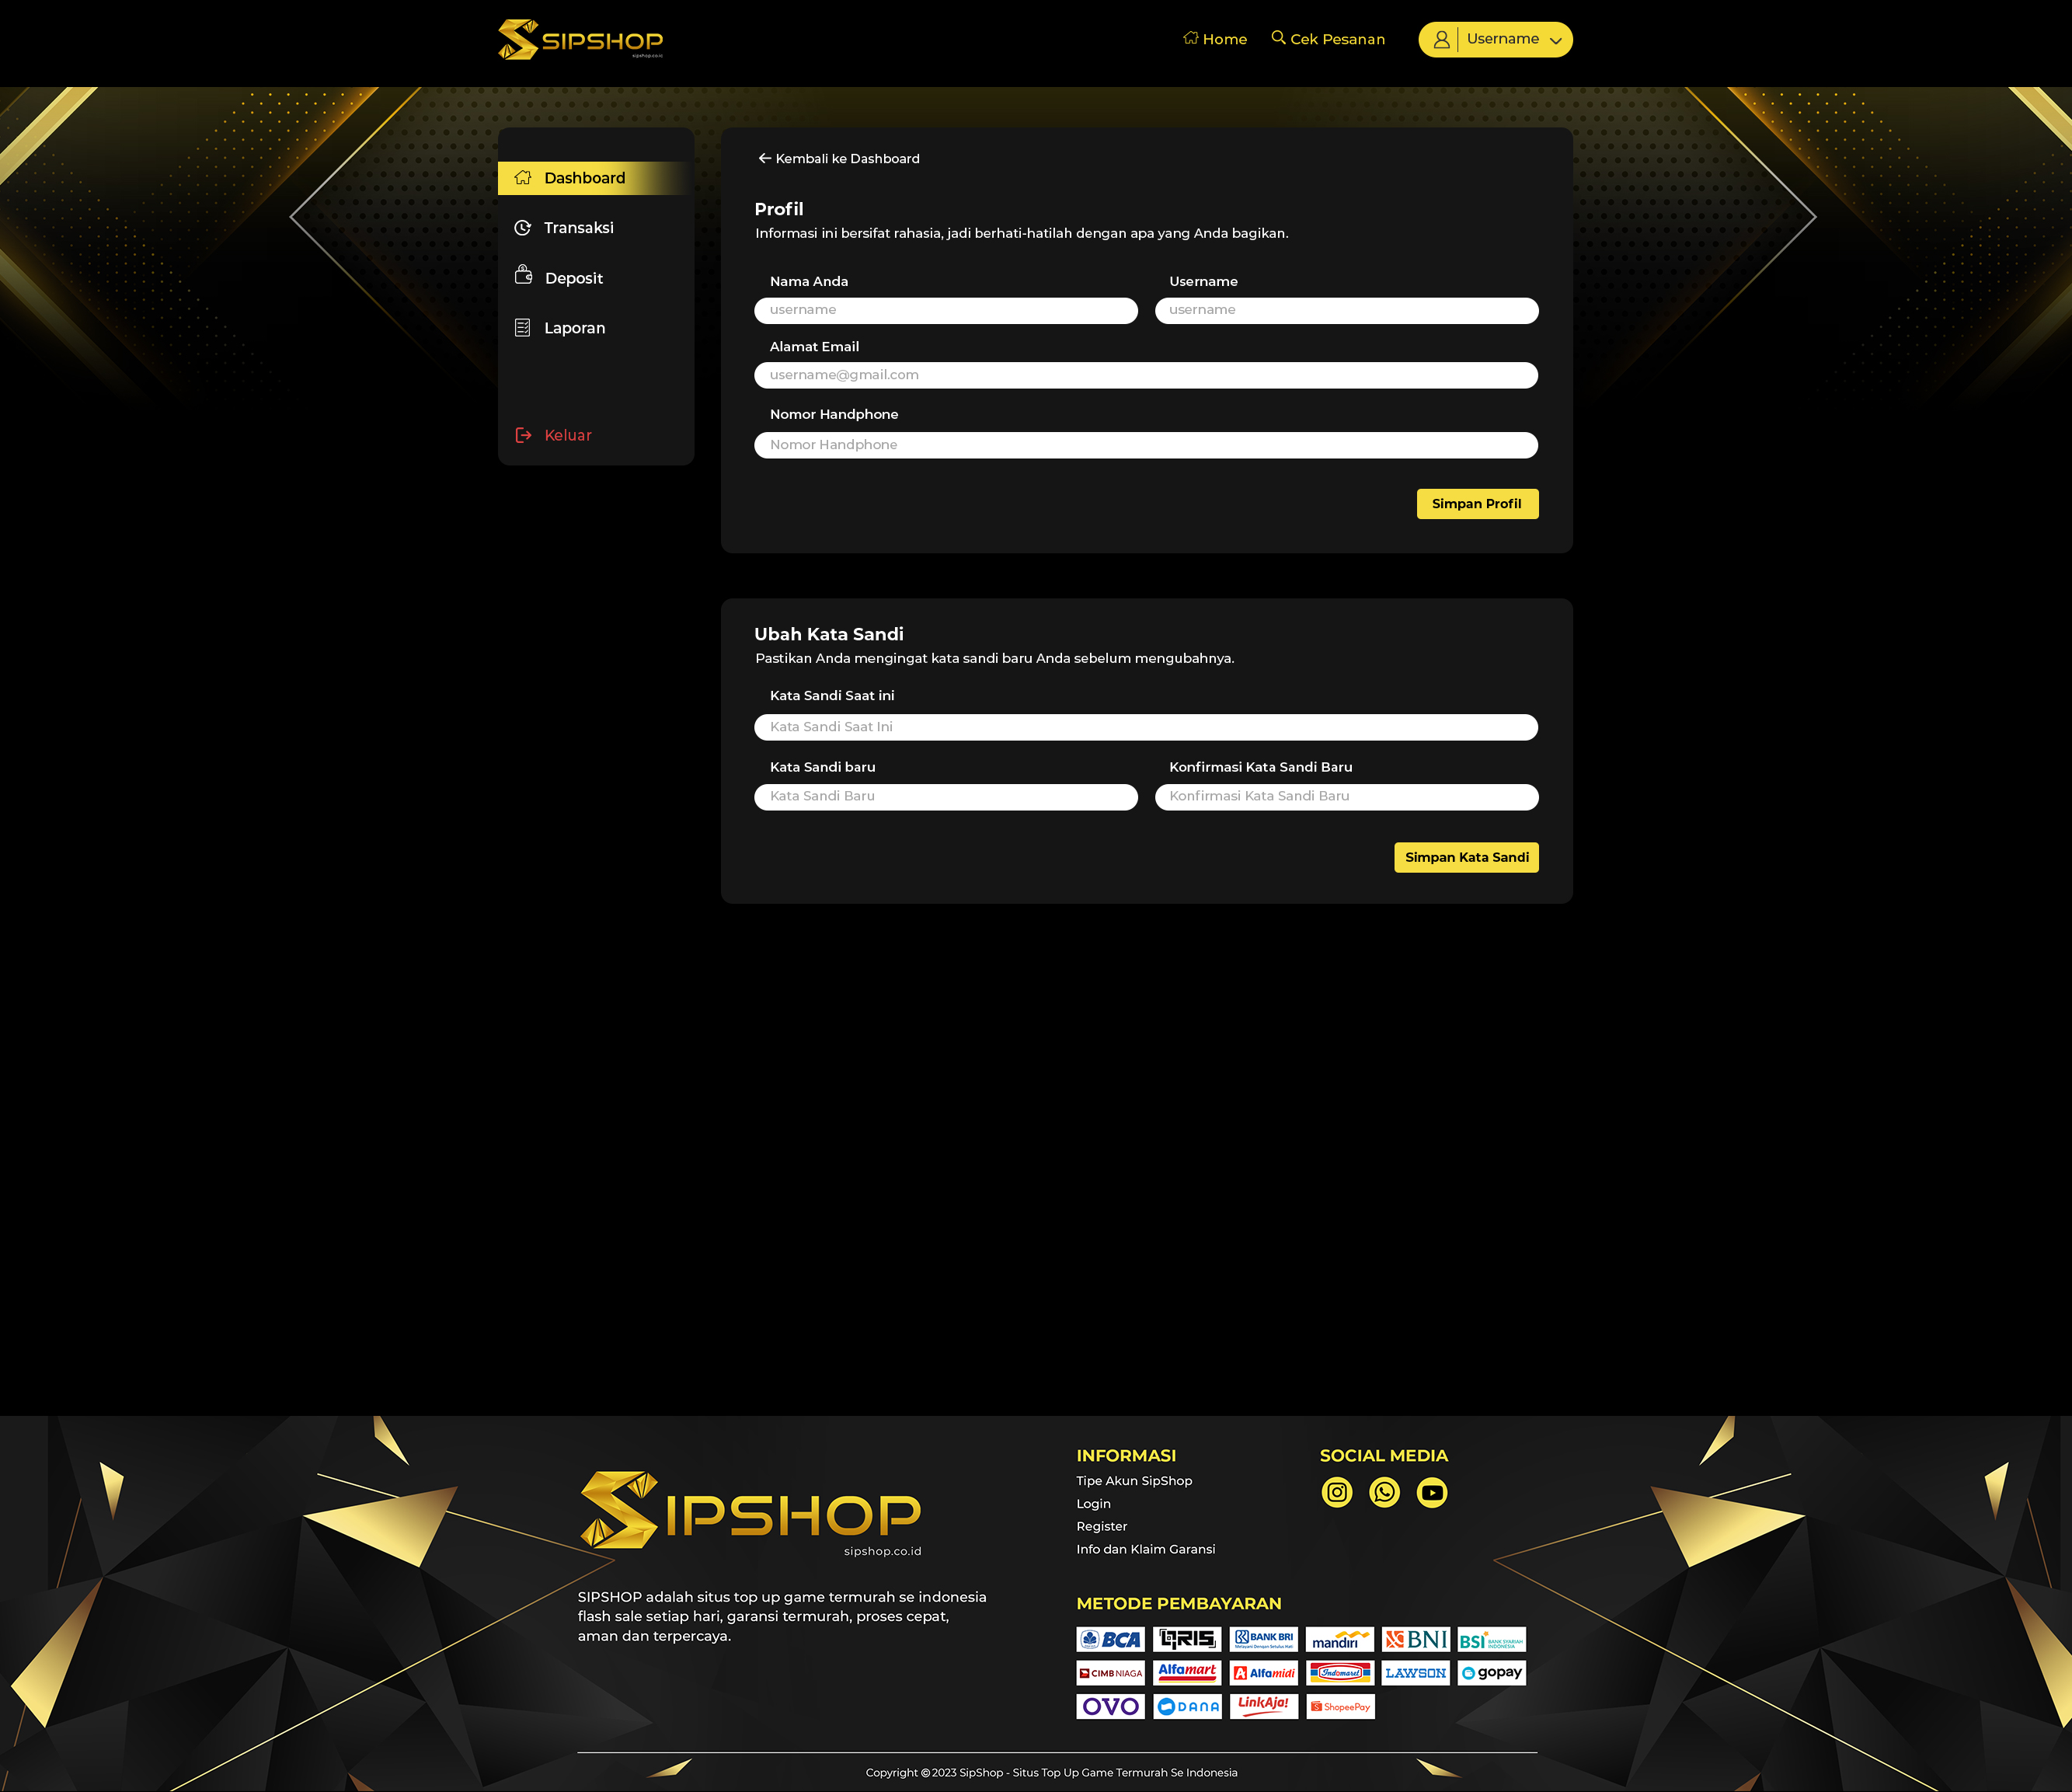 SIPSHOP
sipshop.co.id
Home
Cek Pesanan
Username
Dashboard
Transaksi
Deposit
Laporan
Keluar
Kembali ke Dashboard
Profil
Informasi ini bersifat rahasia, jadi berhati-hatilah dengan apa yang Anda bagikan.
Nama Anda
Username
username
username
Alamat Email
username@gmail.com
Nomor Handphone
Nomor Handphone
Simpan Profil
Ubah Kata Sandi
Pastikan Anda mengingat kata sandi baru Anda sebelum mengubahnya.
Kata Sandi Saat ini
Kata Sandi Saat Ini
Kata Sandi baru
Konfirmasi Kata Sandi Baru
Kata Sandi Baru
Konfirmasi Kata Sandi Baru
Simpan Kata Sandi
SIPSHOP
sipshop.co.id
SIPSHOP adalah situs top up game termurah se indonesia
flash sale setiap hari, garansi termurah, proses cepat,
aman dan terpercaya.
INFORMASI
Tipe Akun SipShop
Login
Register
Info dan Klaim Garansi
SOCIAL MEDIA
METODE PEMBAYARAN
BCA
QRIS
BANK BRI
Melayani Dengan Setulus Hati
mandiri
BNI
BSI BANK SYARIAH
INDONESIA
CIMB NIAGA
Alfamart
Alfamidi
Indomaret
LAWSON
gopay
OVO
DANA
LinkAja!
ShopeePay
Copyright © 2023 SipShop - Situs Top Up Game Termurah Se Indonesia